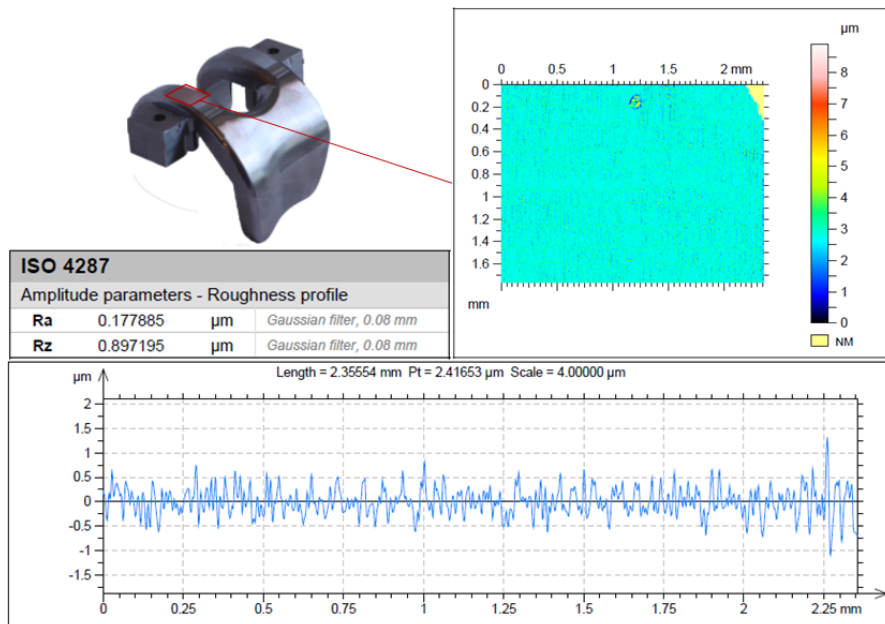 µm
0 0.5 1 1.5 2 mm
0
0.2
0.4
0.6
0.8
1
1.2
1.4
1.6
mm
8
7
6
5
4
3
2
1
0
NM
ISO 4287
Amplitude parameters - Roughness profile
Ra 0.177885 µm Gaussian filter, 0.08 mm
Rz 0.897195 µm Gaussian filter, 0.08 mm
µm Length = 2.35554 mm Pt = 2.41653 µm Scale = 4.00000 µm
2
1.5
1
0.5
0
-0.5
-1
-1.5
0 0.25 0.5 0.75 1 1.25 1.5 1.75 2 2.25 mm